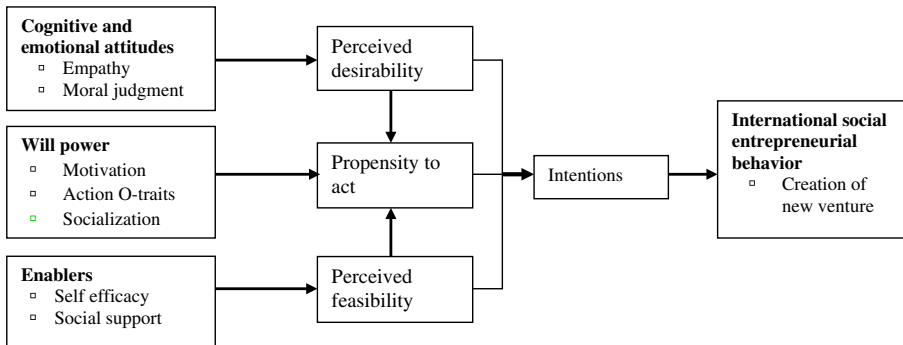 Cognitive and
emotional attitudes
Empathy
Moral judgment
Will power
Motivation
Action O-traits
Socialization
Enablers
Self efficacy
Social support
Perceived
desirability
Propensity to
act
Perceived
feasibility
Intentions
International social
entrepreneurial
behavior
Creation of
new venture